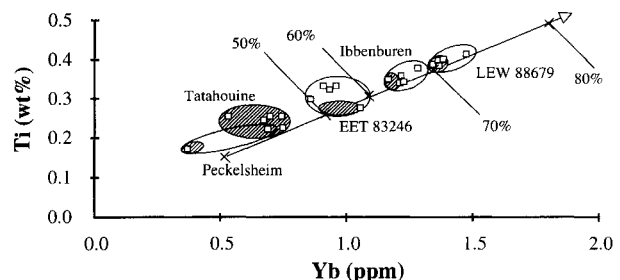 0.5
0.4
0.3
0.2
0.1
0.0
Ti (wt%)
50%
60%
Ibbenburen
Tatahouine
LEW 88679
80%
70%
EET 83246
Peckelsheim
0.0 0.5 1.0 1.5 2.0
Yb (ppm)